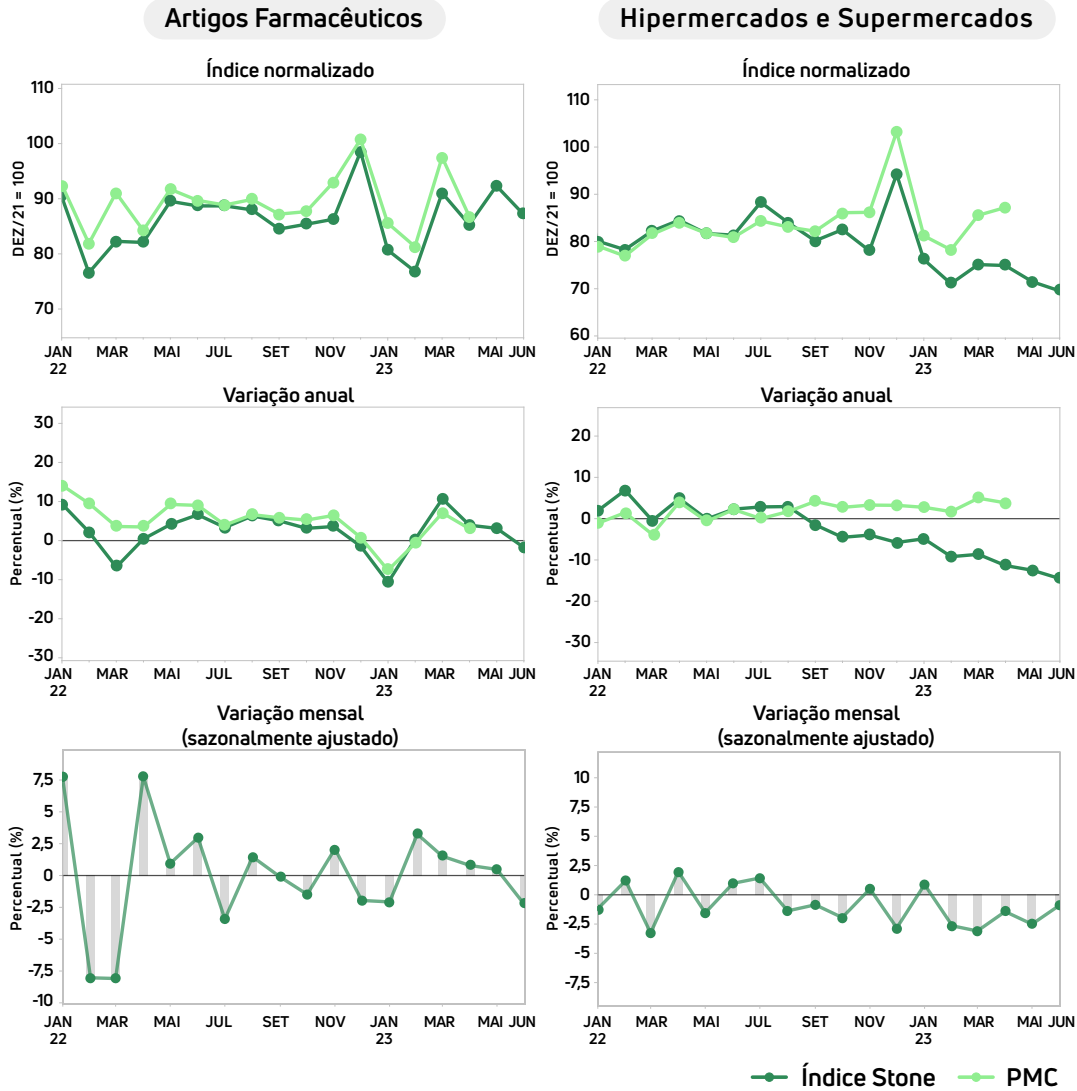 Artigos Farmacêuticos
Índice normalizado
DEZ/21 = 100
110
100
90
80
70
JAN 22 MAR MAI JUL SET NOV JAN 23 MAR MAI JUN
Variação anual
Percentual (%)
30
20
10
0
-10
-20
-30
JAN 22 MAR MAI JUL SET NOV JAN 23 MAR MAI JUN
Variação mensal
(sazonalmente ajustado)
Percentual (%)
7,5
5
2,5
0
-2,5
-5
-7,5
-10
JAN 22 MAR MAI JUL SET NOV JAN 23 MAR MAI JUN
Hipermercados e Supermercados
Índice normalizado
DEZ/21 = 100
110
100
90
80
70
60
JAN 22 MAR MAI JUL SET NOV JAN 23 MAR MAI JUN
Variação anual
Percentual (%)
20
10
0
-10
-20
-30
JAN 22 MAR MAI JUL SET NOV JAN 23 MAR MAI JUN
Variação mensal
(sazonalmente ajustado)
Percentual (%)
10
7,5
5
2,5
0
-2,5
-5
-7,5
JAN 22 MAR MAI JUL SET NOV JAN 23 MAR MAI JUN
Índice Stone PMC